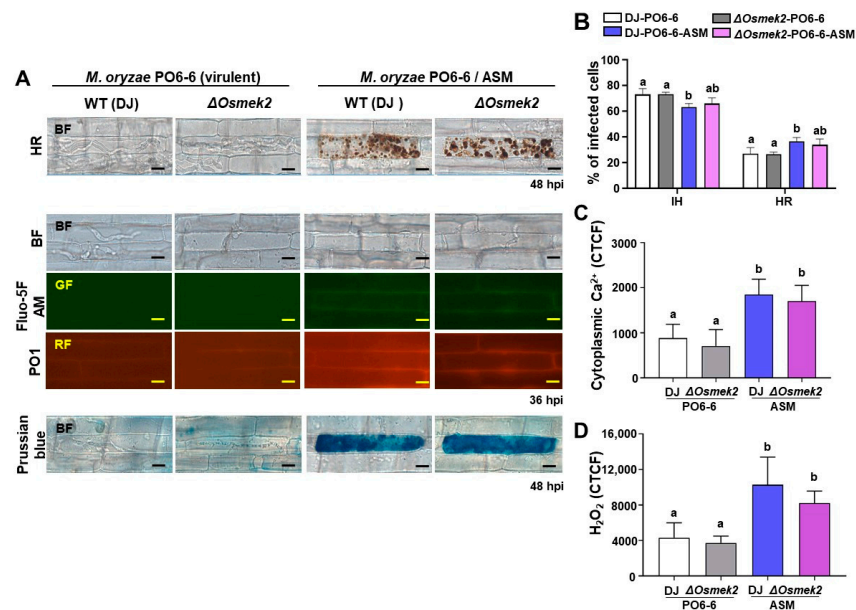 A
M. oryzae PO6-6 (virulent)
M. oryzae PO6-6 / ASM
WT (DJ)
ΔOsmek2
WT (DJ )
ΔOsmek2
HR
BF
48 hpi
BF
BF
Fluo-5F
AM
GF
PO1
RF
36 hpi
Prussian
blue
BF
48 hpi
B
DJ-PO6-6
ΔOsmek2-PO6-6
DJ-PO6-6-ASM
ΔOsmek2-PO6-6-ASM
% of infected cells
100
80
60
40
20
0
a a b ab
a a b ab
IH
HR
C
Cytoplasmic Ca²⁺ (CTCF)
3000
2000
1000
0
a a b b
DJ ΔOsmek2 DJ ΔOsmek2
PO6-6 ASM
D
H₂O₂ (CTCF)
16,000
12,000
8000
4000
0
a a b b
DJ ΔOsmek2 DJ ΔOsmek2
PO6-6 ASM